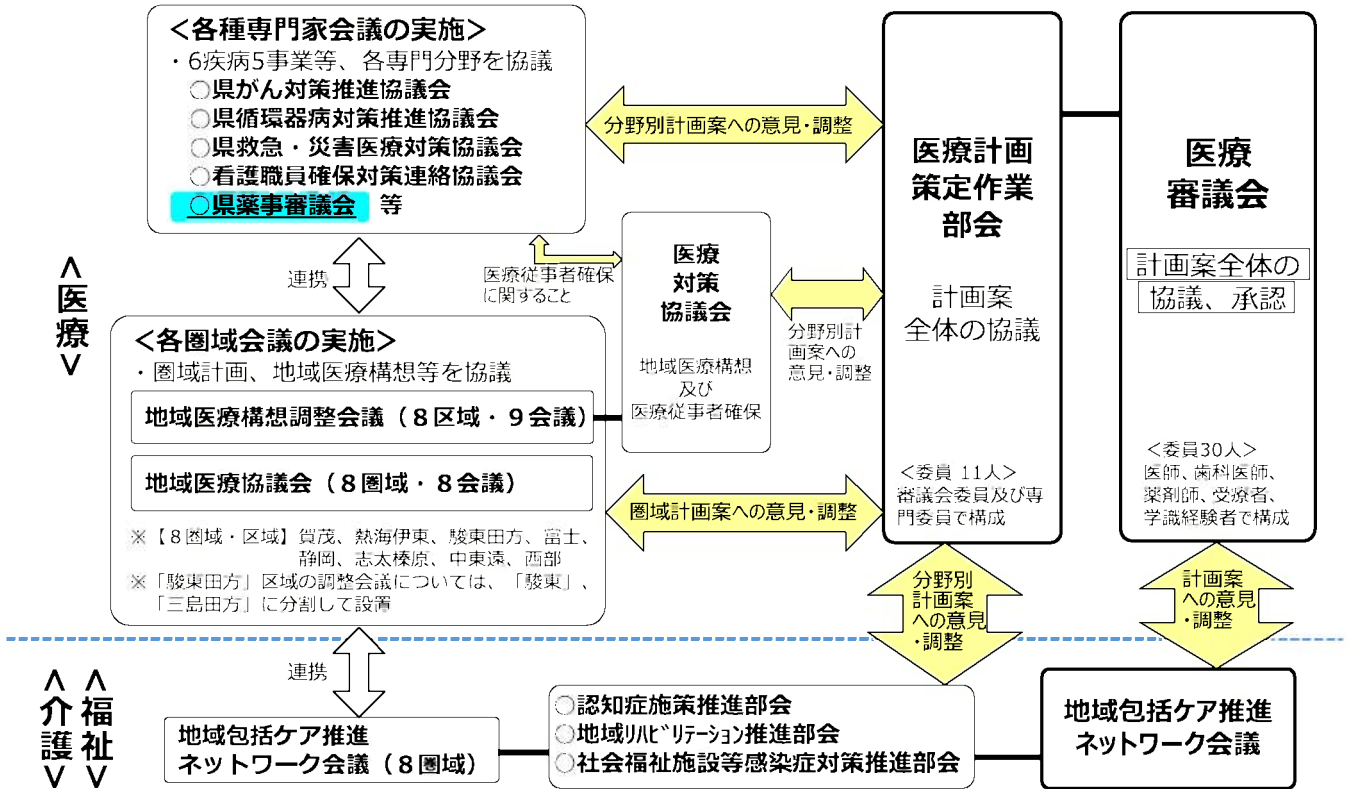 ＜各種専門家会議の実施＞
・6疾病5事業等、各専門分野を協議
○県がん対策推進協議会
○県循環器病対策推進協議会
○県救急・災害医療対策協議会
○看護職員確保対策連絡協議会
○県薬事審議会 等
分野別計画案への意見・調整
医療計画
策定作業
部会
計画案
全体の協議
＜委員 11人＞
審議会委員及び専
門委員で構成
医療
審議会
計画案全体の
協議、承認
＜委員30人＞
医師、歯科医師、
薬剤師、受療者、
学識経験者で構成
＜医療＞
連携
医療従事者確保
に関すること
医療
対策
協議会
地域医療構想
及び
医療従事者確保
分野別計
画案への
意見・調整
＜各圏域会議の実施＞
・圏域計画、地域医療構想等を協議
地域医療構想調整会議（８区域・９会議）
地域医療協議会（８圏域・８会議）
※【８圏域・区域】賀茂、熱海伊東、駿東田方、富士、
静岡、志太榛原、中東遠、西部
※「駿東田方」区域の調整会議については、「駿東」、
「三島田方」に分割して設置
圏域計画案への意見・調整
分野別
計画案
への意見
・調整
計画案
への意見
・調整
連携
＜福祉＞
＜介護＞
地域包括ケア推進
ネットワーク会議（８圏域）
○認知症施策推進部会
○地域ﾘﾊﾋﾞﾘﾃｰｼｮﾝ推進部会
○社会福祉施設等感染症対策推進部会
地域包括ケア推進
ネットワーク会議